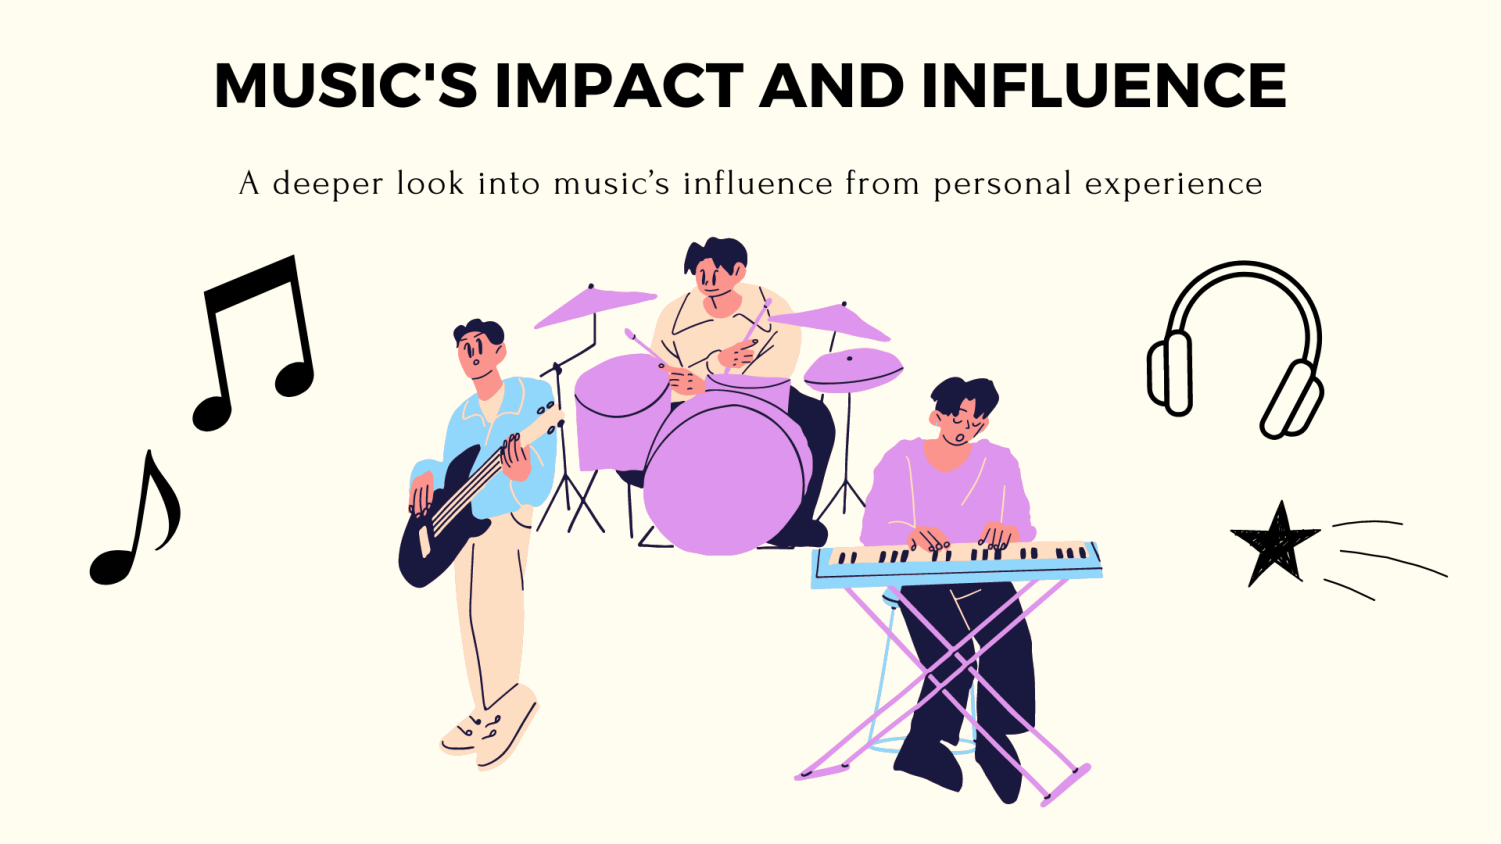 MUSIC'S IMPACT AND INFLUENCE
A deeper look into music’s influence from personal experience